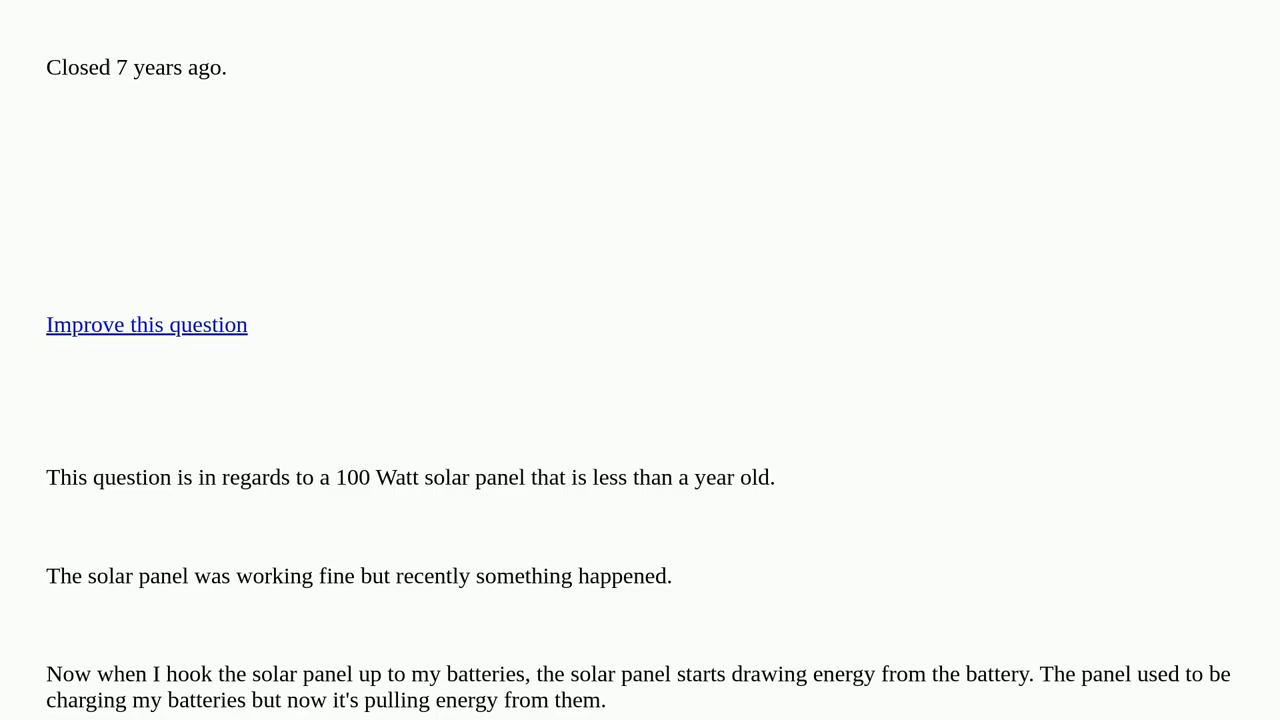 Closed 7 years ago.
Improve this question
This question is in regards to a 100 Watt solar panel that is less than a year old.
The solar panel was working fine but recently something happened.
Now when I hook the solar panel up to my batteries, the solar panel starts drawing energy from the battery. The panel used to be
charging my batteries but now it's pulling energy from them.